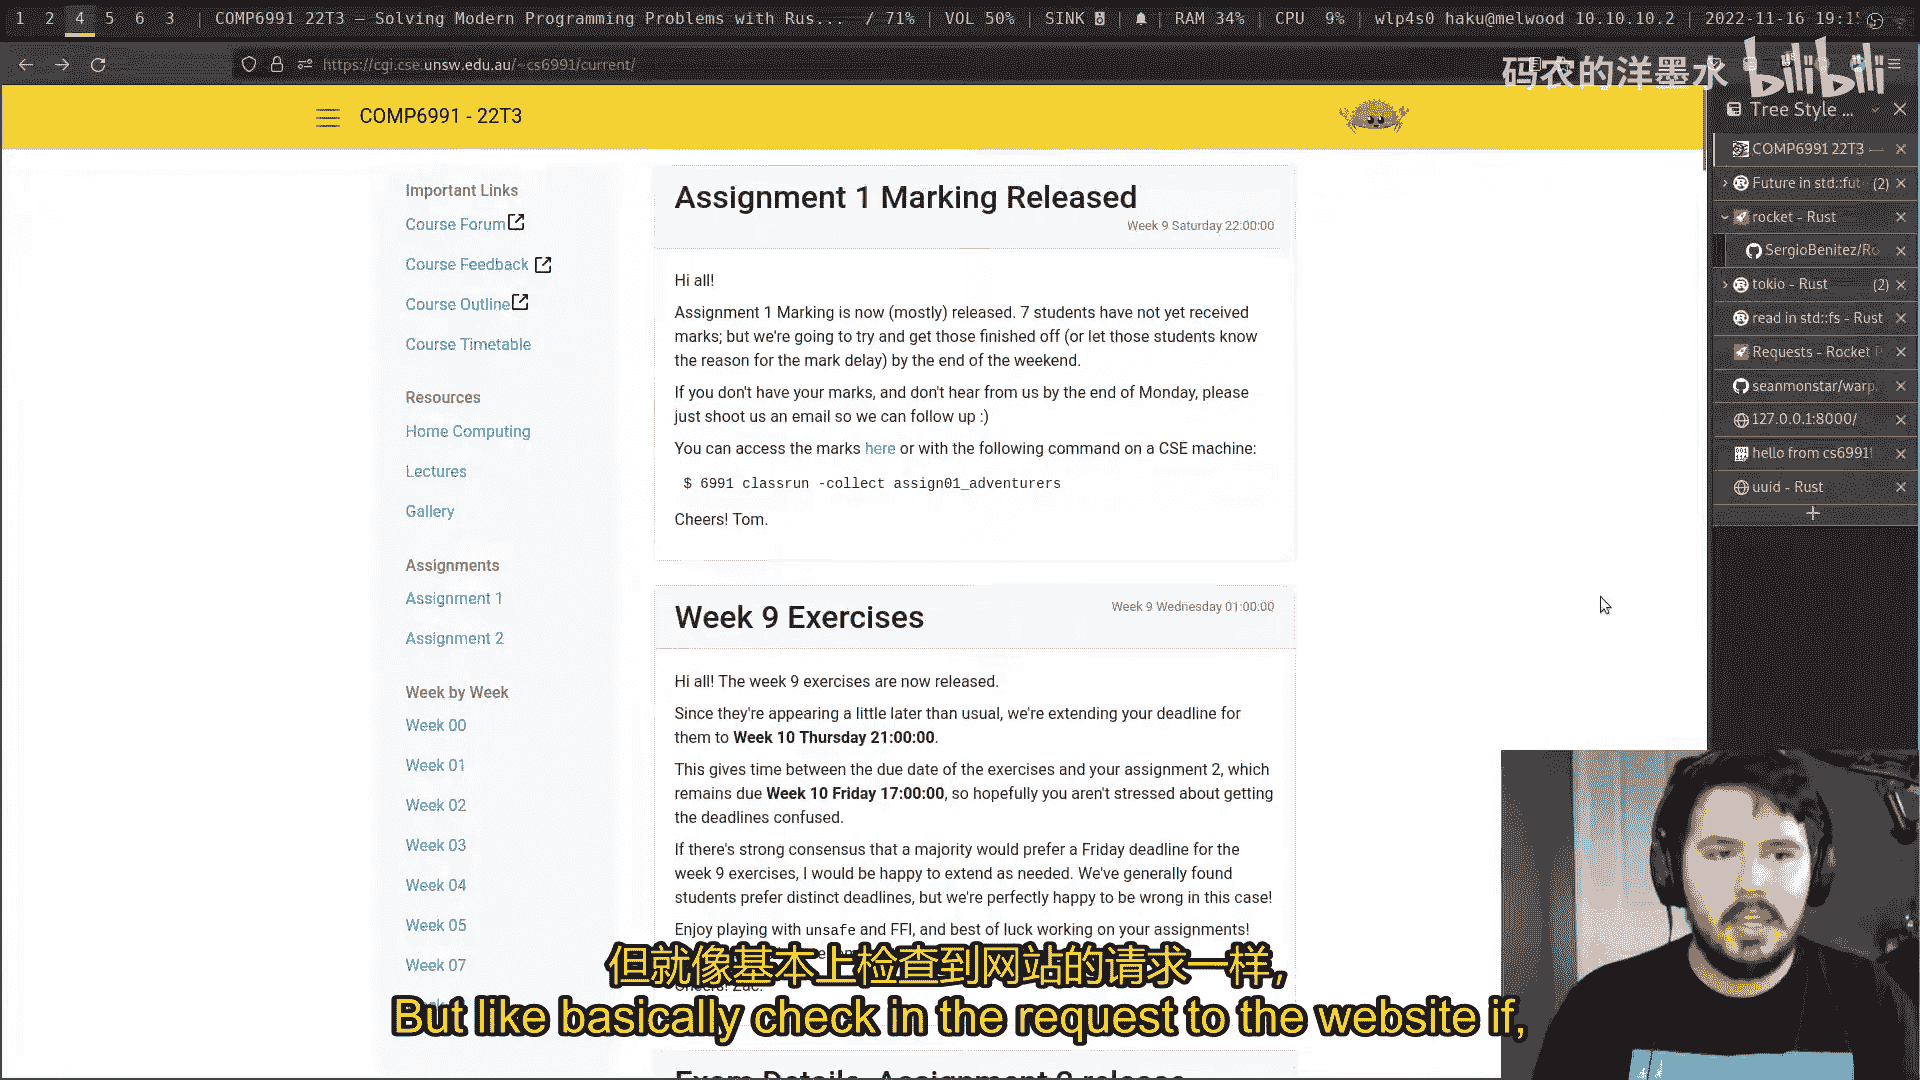 1 2 4 5 6 3 | COMP6991 22T3 — Solving Modern Programming Problems with Rus... / 71% | VOL 50% | SINK | | RAM 34% | CPU 9% | wlp4s0 haku@melwood 10.10.10.2 | 2022-11-16 19:1
https://cgi.cse.unsw.edu.au/~cs6991/current/
码农的洋墨水 bilibili
COMP6991 - 22T3
Tree Style ...
COMP6991 22T3 —
Future in std::fut (2)
rocket - Rust
SergioBenitez/Ro
tokio - Rust (2)
read in std::fs - Rust
Requests - Rocket P
seanmonstar/warp
127.0.0.1:8000/
hello from cs6991!
uuid - Rust
Important Links
Course Forum
Course Feedback
Course Outline
Course Timetable
Resources
Home Computing
Lectures
Gallery
Assignments
Assignment 1
Assignment 2
Week by Week
Week 00
Week 01
Week 02
Week 03
Week 04
Week 05
Week 07
Assignment 1 Marking Released
Week 9 Saturday 22:00:00
Hi all!
Assignment 1 Marking is now (mostly) released. 7 students have not yet received
marks; but we're going to try and get those finished off (or let those students know
the reason for the mark delay) by the end of the weekend.
If you don't have your marks, and don't hear from us by the end of Monday, please
just shoot us an email so we can follow up :)
You can access the marks here or with the following command on a CSE machine:
$ 6991 classrun -collect assign01_adventurers
Cheers! Tom.
Week 9 Exercises
Week 9 Wednesday 01:00:00
Hi all! The week 9 exercises are now released.
Since they're appearing a little later than usual, we're extending your deadline for
them to Week 10 Thursday 21:00:00.
This gives time between the due date of the exercises and your assignment 2, which
remains due Week 10 Friday 17:00:00, so hopefully you aren't stressed about getting
the deadlines confused.
If there's strong consensus that a majority would prefer a Friday deadline for the
week 9 exercises, I would be happy to extend as needed. We've generally found
students prefer distinct deadlines, but we're perfectly happy to be wrong in this case!
Enjoy playing with unsafe and FFI, and best of luck working on your assignments!
但就像基本上检查到网站的请求一样,
But like basically check in the request to the website if,